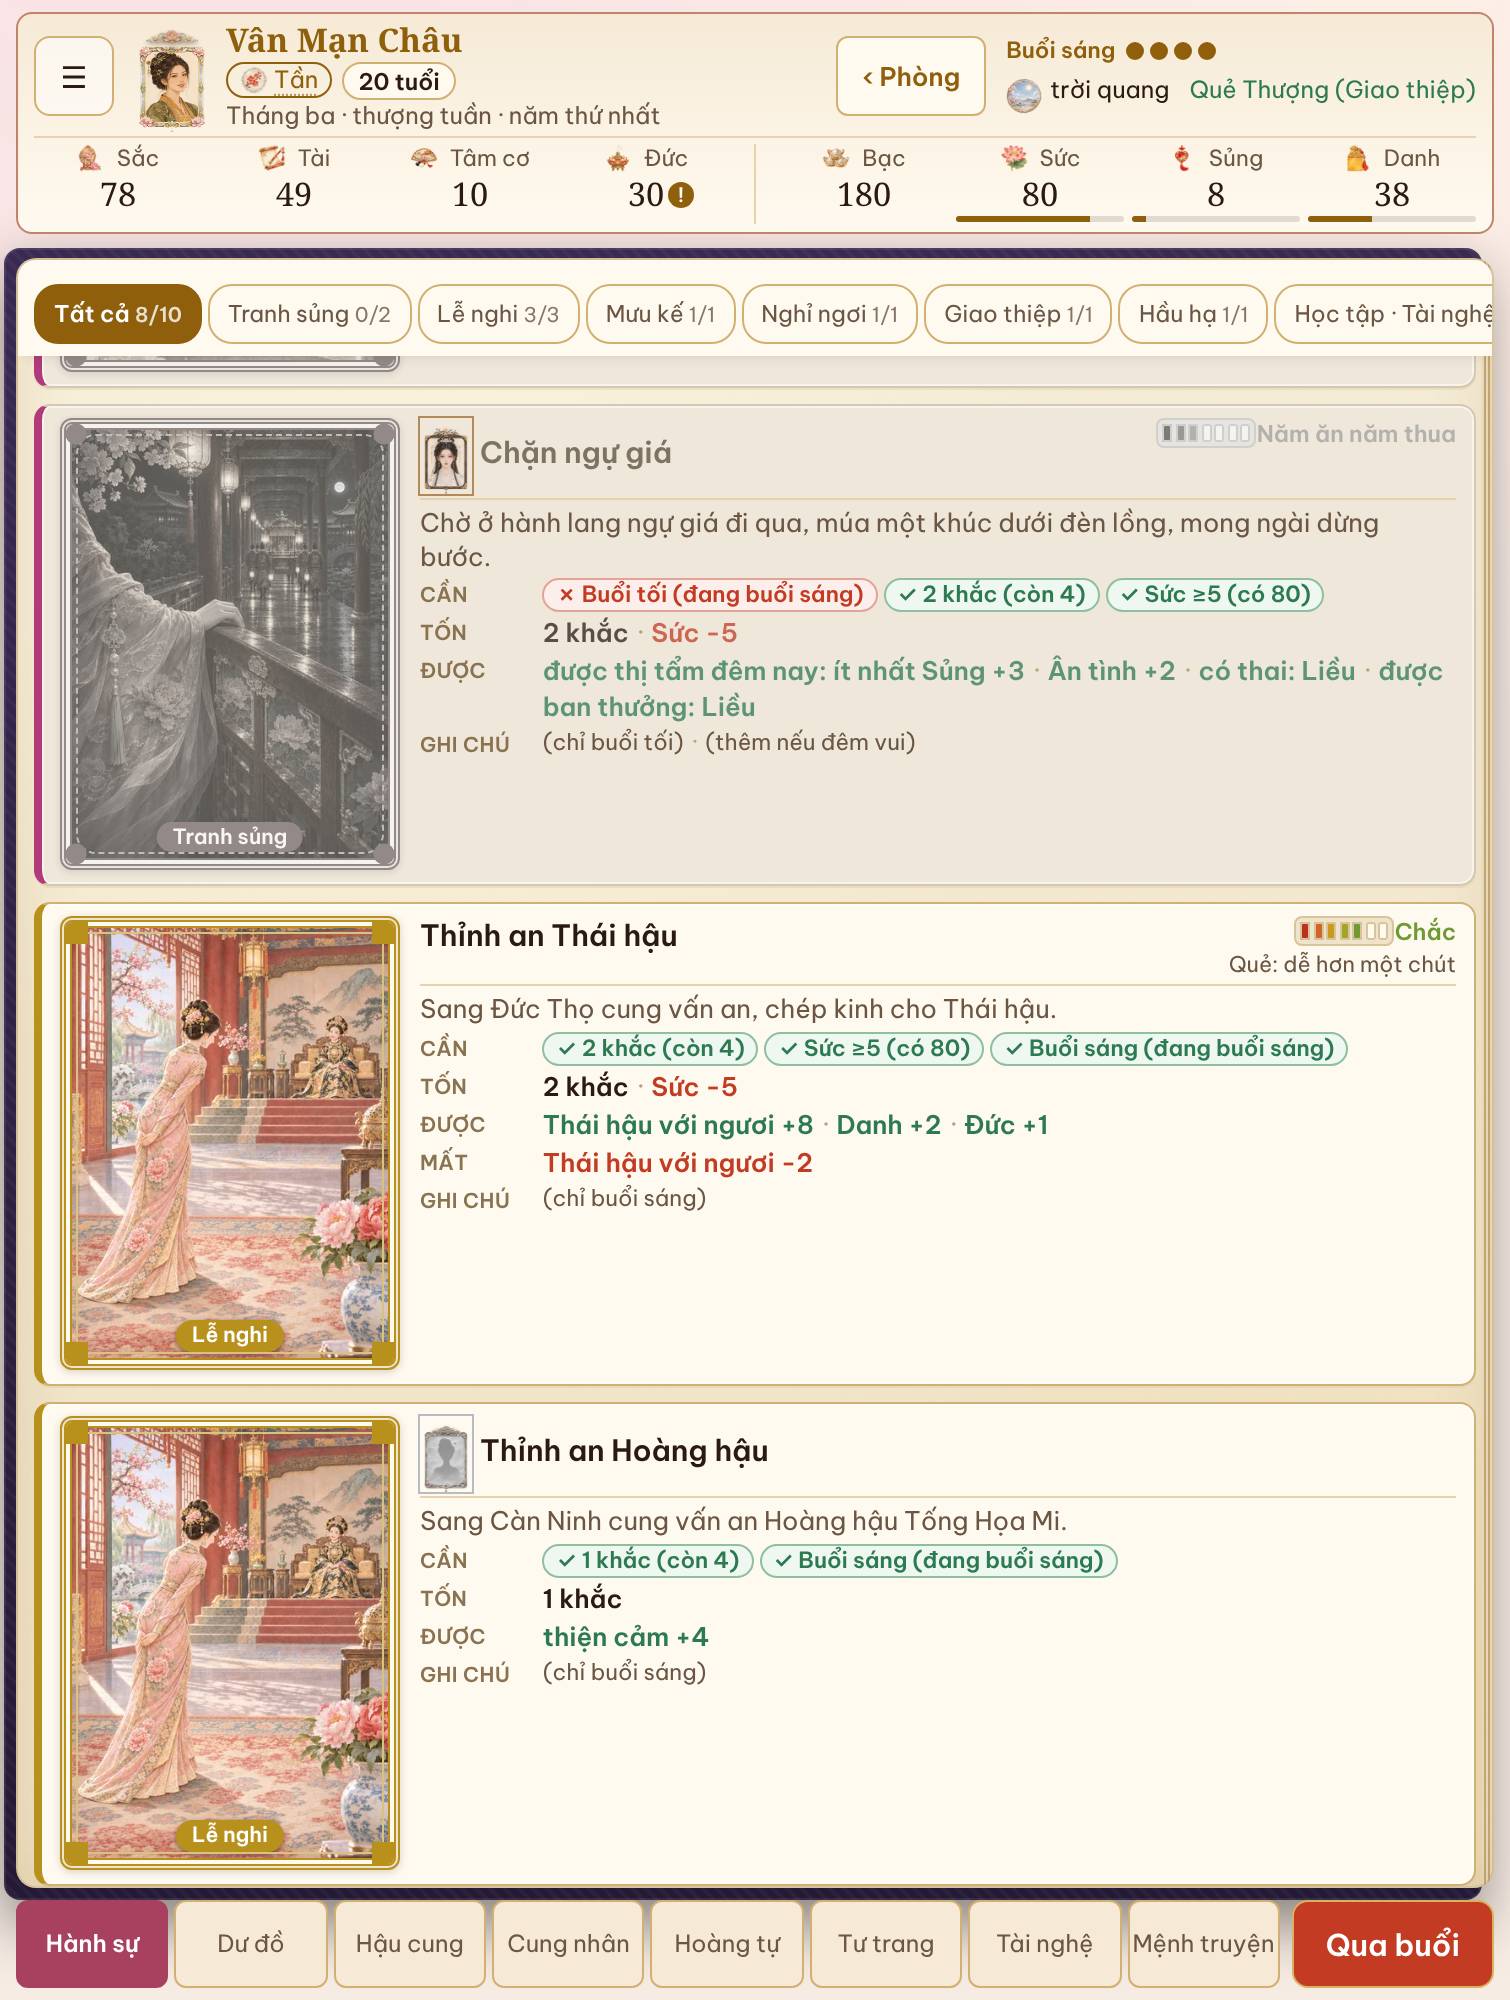 ☰
Vân Mạn Châu
Tần
20 tuổi
Tháng ba · thượng tuần · năm thứ nhất
‹ Phòng
Buổi sáng
trời quang Quẻ Thượng (Giao thiệp)
Sắc Tài Tâm cơ Đức Bạc Sức Sủng Danh
78 49 10 30 ! 180 80 8 38
Tất cả 8/10 Tranh sủng 0/2 Lễ nghi 3/3 Mưu kế 1/1 Nghỉ ngơi 1/1 Giao thiệp 1/1 Hầu hạ 1/1 Học tập · Tài nghệ
Chặn ngự giá
Năm ăn năm thua
Chờ ở hành lang ngự giá đi qua, múa một khúc dưới đèn lồng, mong ngài dừng
bước.
CẦN × Buổi tối (đang buổi sáng) ✓ 2 khắc (còn 4) ✓ Sức ≥5 (có 80)
TỐN 2 khắc · Sức -5
ĐƯỢC được thị tẩm đêm nay: ít nhất Sủng +3 · Ân tình +2 · có thai: Liều · được
ban thưởng: Liều
GHI CHÚ (chỉ buổi tối) · (thêm nếu đêm vui)
Tranh sủng
Thỉnh an Thái hậu
Chắc
Quẻ: dễ hơn một chút
Sang Đức Thọ cung vấn an, chép kinh cho Thái hậu.
CẦN ✓ 2 khắc (còn 4) ✓ Sức ≥5 (có 80) ✓ Buổi sáng (đang buổi sáng)
TỐN 2 khắc · Sức -5
ĐƯỢC Thái hậu với ngươi +8 · Danh +2 · Đức +1
MẤT Thái hậu với ngươi -2
GHI CHÚ (chỉ buổi sáng)
Lễ nghi
Thỉnh an Hoàng hậu
Sang Càn Ninh cung vấn an Hoàng hậu Tống Họa Mi.
CẦN ✓ 1 khắc (còn 4) ✓ Buổi sáng (đang buổi sáng)
TỐN 1 khắc
ĐƯỢC thiện cảm +4
GHI CHÚ (chỉ buổi sáng)
Lễ nghi
Hành sự Dư đồ Hậu cung Cung nhân Hoàng tự Tư trang Tài nghệ Mệnh truyện Qua buổi